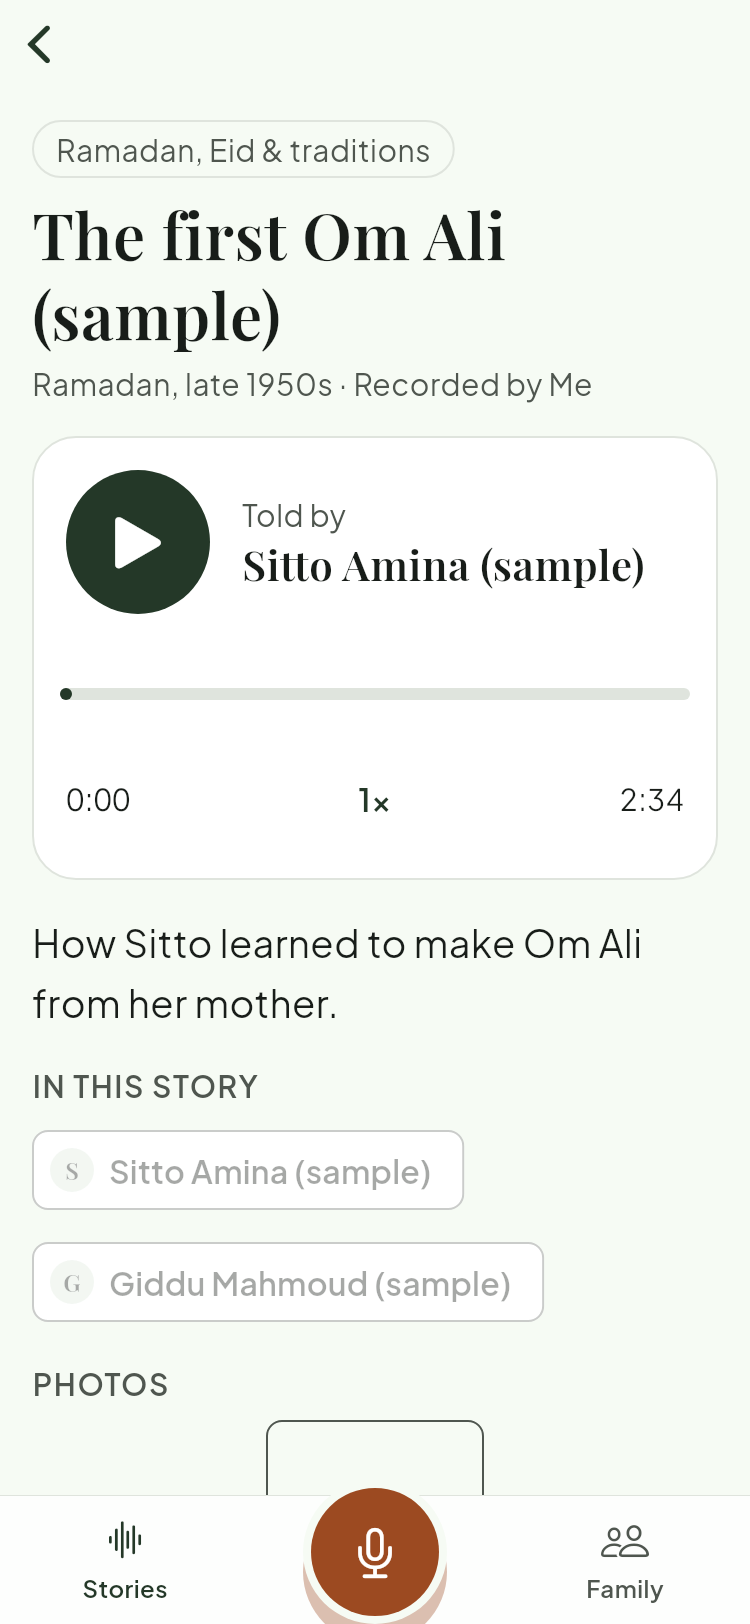 Ramadan, Eid & traditions
The first Om Ali
(sample)
Ramadan, late 1950s · Recorded by Me
Told by
Sitto Amina (sample)
0:00
1×
2:34
How Sitto learned to make Om Ali
from her mother.
IN THIS STORY
S
Sitto Amina (sample)
G
Giddu Mahmoud (sample)
PHOTOS
Stories
Family